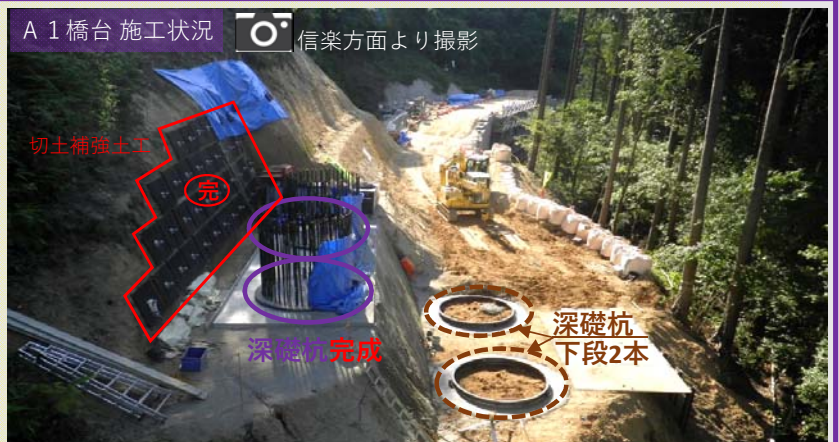 A 1橋台 施工状況
信楽方面より撮影
切土補強土工
完
深礎杭完成
深礎杭
下段2本